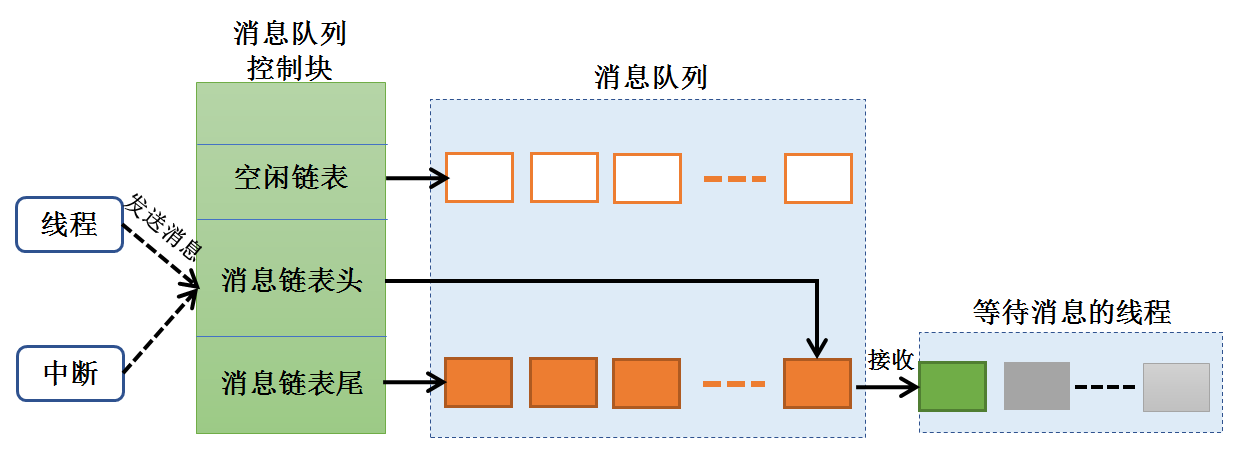 消息队列
控制块
消息队列
空闲链表
线程
发送消息
消息链表头
等待消息的线程
中断
消息链表尾
接收